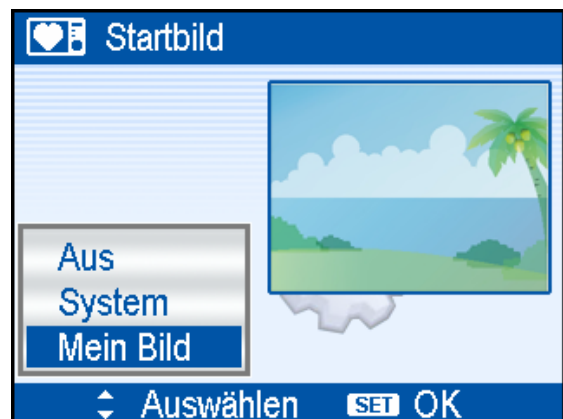 Startbild
Aus
System
Mein Bild
Auswählen SET OK